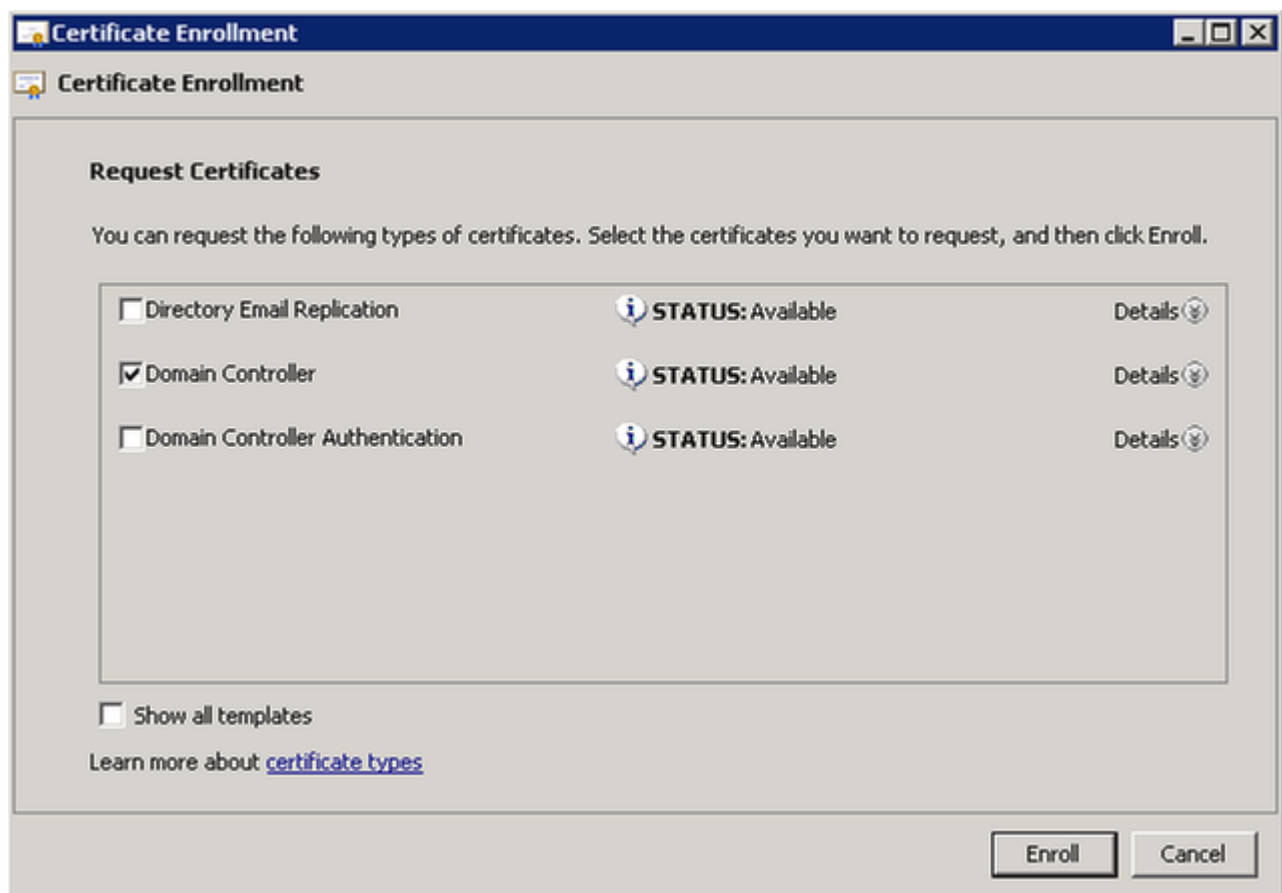 Certificate Enrollment
Certificate Enrollment
Request Certificates
You can request the following types of certificates. Select the certificates you want to request, and then click Enroll.
Directory Email Replication STATUS: Available Details
Domain Controller STATUS: Available Details
Domain Controller Authentication STATUS: Available Details
Show all templates
Learn more about certificate types
Enroll Cancel